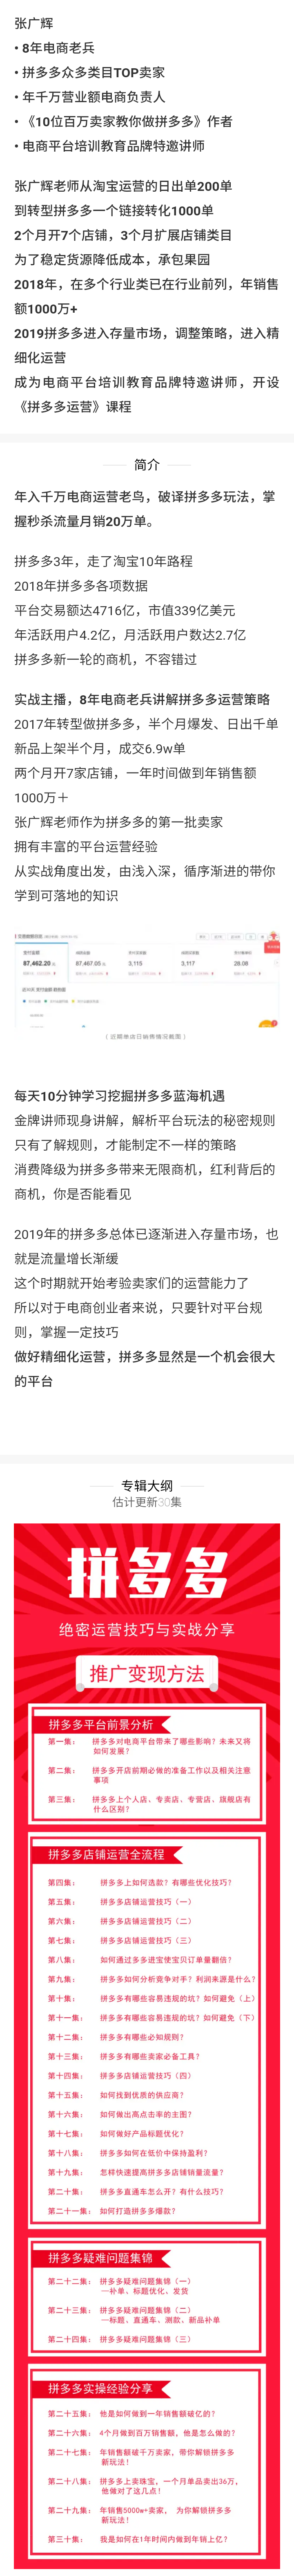 张广辉
• 8年电商老兵
• 拼多多众多类目TOP卖家
• 年千万营业额电商负责人
• 《10位百万卖家教你做拼多多》作者
• 电商平台培训教育品牌特邀讲师
张广辉老师从淘宝运营的日出单200单
到转型拼多多一个链接转化1000单
2个月开7个店铺，3个月扩展店铺类目
为了稳定货源降低成本，承包果园
2018年，在多个行业类已在行业前列，年销售
额1000万+
2019拼多多进入存量市场，调整策略，进入精
细化运营
成为电商平台培训教育品牌特邀讲师，开设
《拼多多运营》课程
简介
年入千万电商运营老鸟，破译拼多多玩法，掌
握秒杀流量月销20万单。
拼多多3年，走了淘宝10年路程
2018年拼多多各项数据
平台交易额达4716亿，市值339亿美元
年活跃用户4.2亿，月活跃用户数达2.7亿
拼多多新一轮的商机，不容错过
实战主播，8年电商老兵讲解拼多多运营策略
2017年转型做拼多多，半个月爆发、日出千单
新品上架半个月，成交6.9w单
两个月开7家店铺，一年时间做到年销售额
1000万＋
张广辉老师作为拼多多的第一批卖家
拥有丰富的平台运营经验
从实战角度出发，由浅入深，循序渐进的带你
学到可落地的知识
87,462.20
87,467.05
3,115
3,117
28.08
（近期单店日销售情况截图）
每天10分钟学习挖掘拼多多蓝海机遇
金牌讲师现身讲解，解析平台玩法的秘密规则
只有了解规则，才能制定不一样的策略
消费降级为拼多多带来无限商机，红利背后的
商机，你是否能看见
2019年的拼多多总体已逐渐进入存量市场，也
就是流量增长渐缓
这个时期就开始考验卖家们的运营能力了
所以对于电商创业者来说，只要针对平台规
则，掌握一定技巧
做好精细化运营，拼多多显然是一个机会很大
的平台
专辑大纲
估计更新30集
拼多多
绝密运营技巧与实战分享
推广变现方法
拼多多平台前景分析
第一集： 拼多多对电商平台带来了哪些影响？未来又将
如何发展？
第二集： 拼多多开店前期必做的准备工作以及相关注意
事项
第三集： 拼多多上个人店、专卖店、专营店、旗舰店有
什么区别？
拼多多店铺运营全流程
第四集： 拼多多上如何选款？有哪些优化技巧？
第五集： 拼多多店铺运营技巧（一）
第六集： 拼多多店铺运营技巧（二）
第七集： 拼多多店铺运营技巧（三）
第八集： 如何通过多多进宝使宝贝订单量翻倍？
第九集： 拼多多如何分析竞争对手？利润来源是什么？
第十集： 拼多多有哪些容易违规的坑？如何避免（上）
第十一集： 拼多多有哪些容易违规的坑？如何避免（下）
第十二集： 拼多多有哪些必知规则？
第十三集： 拼多多有哪些卖家必备工具？
第十四集： 拼多多店铺运营技巧（四）
第十五集： 如何找到优质的供应商？
第十六集： 如何做出高点击率的主图？
第十七集： 如何做好产品标题优化？
第十八集： 拼多多如何在低价中保持盈利？
第十九集： 怎样快速提高拼多多店铺销量流量？
第二十集： 拼多多直通车怎么开？有什么技巧？
第二十一集： 如何打造拼多多爆款？
拼多多疑难问题集锦
第二十二集： 拼多多疑难问题集锦（一）
—补单、标题优化、发货
第二十三集： 拼多多疑难问题集锦（二）
—标题、直通车、测款、新品补单
第二十四集： 拼多多疑难问题集锦（三）
拼多多实操经验分享
第二十五集： 他是如何做到一年销售额破亿的？
第二十六集： 4个月做到百万销售额，他是怎么做的？
第二十七集： 年销售额破千万卖家，带你解锁拼多多
新玩法！
第二十八集： 拼多多上卖珠宝，一个月单品卖出36万，
他做对了这几点！
第二十九集： 年销售5000w+卖家， 为你解锁拼多多
新玩法！
第三十集： 我是如何在1年时间内做到年销上亿？